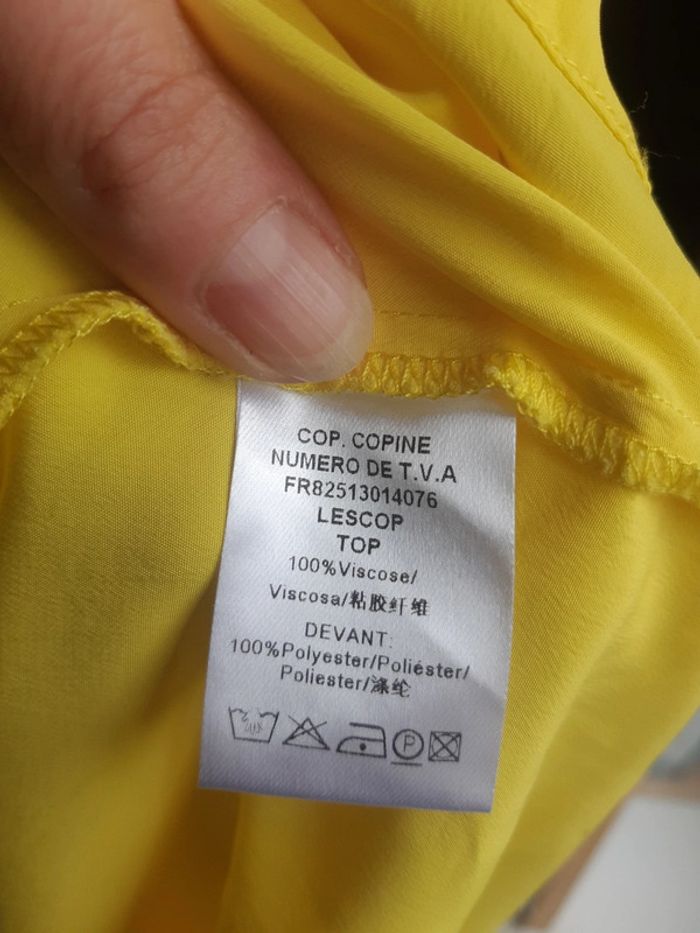 COP. COPINE
NUMERO DE T.V.A
FR82513014076
LESCOP
TOP
100%Viscose/
Viscosa/粘胶纤维
DEVANT:
100%Polyester/Poliéster/
Poliester/涤纶
P